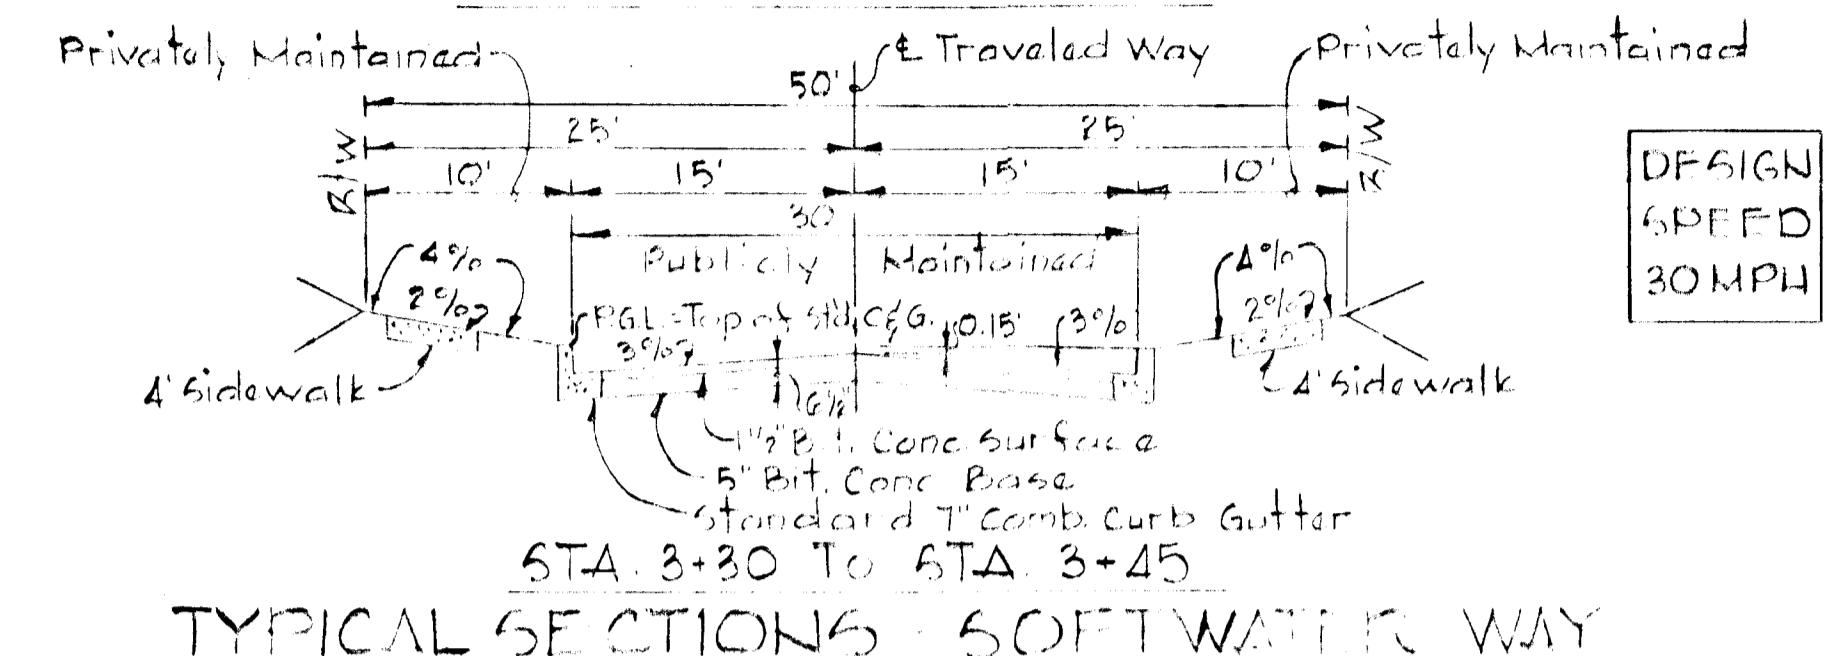 Privately Maintained
℄ Traveled Way
Privately Maintained
50'
25'
25'
R/W
R/W
10'
15'
15'
10'
30'
Publicly Maintained
4%
2%
4%
2%
P.G.L.=Top of Std. C&G.
0.15'
3%
3%
4' Sidewalk
4' Sidewalk
6½"
1½" Bit. Conc. Surface
5" Bit. Conc Base
Standard 7" Comb. Curb Gutter
STA. 3+30 To STA. 3+45
TYPICAL SECTIONS SOFTWATER WAY
DESIGN
SPEED
30 MPH